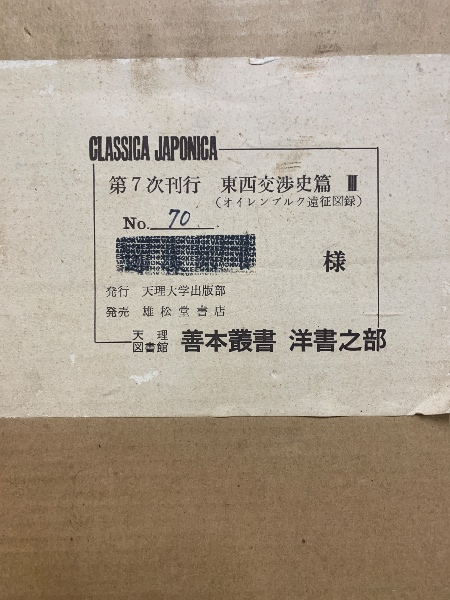 CLASSICA JAPONICA
第7次刊行 東西交渉史篇 Ⅲ
(オイレンブルク遠征図録)
No. 70
様
発行 天理大学出版部
発売 雄松堂書店
天理図書館 善本叢書 洋書之部